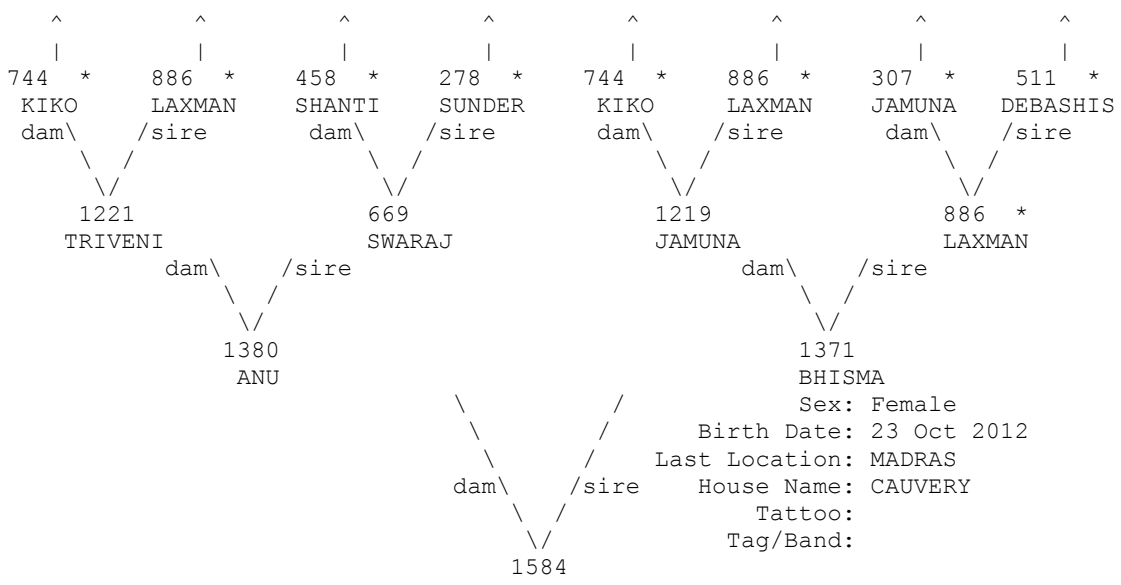 ^ ^ ^ ^ ^ ^ ^ ^
| | | | | | | |
744 * 886 * 458 * 278 * 744 * 886 * 307 * 511 *
KIKO LAXMAN SHANTI SUNDER KIKO LAXMAN JAMUNA DEBASHIS
dam\ /sire dam\ /sire dam\ /sire dam\ /sire
\ / \ / \ / \ /
\/ \/ \/ \/
1221 669 1219 886 *
TRIVENI SWARAJ JAMUNA LAXMAN
dam\ /sire dam\ /sire
\ / \ /
\/ \/
1380 1371
ANU BHISMA
\ / Sex: Female
\ / Birth Date: 23 Oct 2012
\ / Last Location: MADRAS
dam\ /sire House Name: CAUVERY
\ / Tattoo:
\/ Tag/Band:
1584